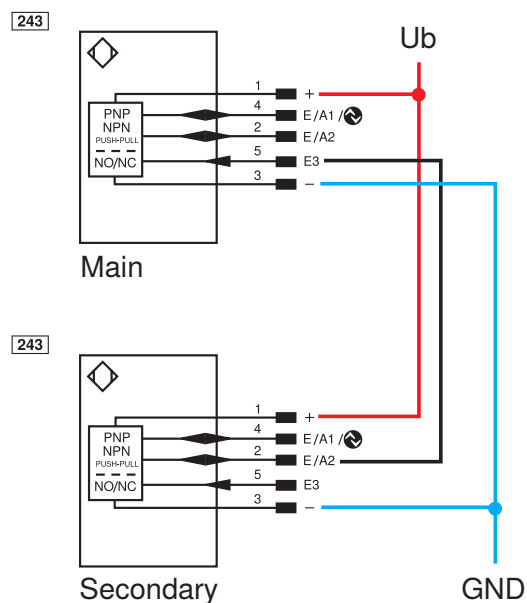 243
Ub
1 +
PNP 4 E/A1/
NPN 2 E/A2
PUSH-PULL
NO/NC 5 E3
3 −
Main
243
1 +
PNP 4 E/A1/
NPN 2 E/A2
PUSH-PULL
NO/NC 5 E3
3 −
Secondary GND